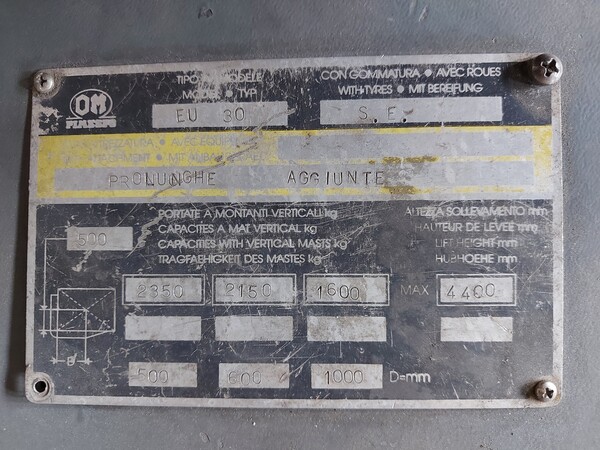 OM
TIPO MODELE
CON GOMMATURA • AVEC ROUES
MODEL • TYP
WITH TYRES • MIT BEREIFUNG
EU 30
S.E.
PROLUNGHE AGGIUNTE
PORTATE A MONTANTI VERTICALI kg
ALTEZZA SOLLEVAMENTO mm
CAPACITES A MAT VERTICAL kg
HAUTEUR DE LEVEE mm
500
CAPACITIES WITH VERTICAL MASTS kg
LIFT HEIGHT mm
TRAGFAEHIGKEIT DES MASTES kg
HUBHOEHE mm
2350 2150 1600 MAX 4400
B
500 600 1000 D=mm